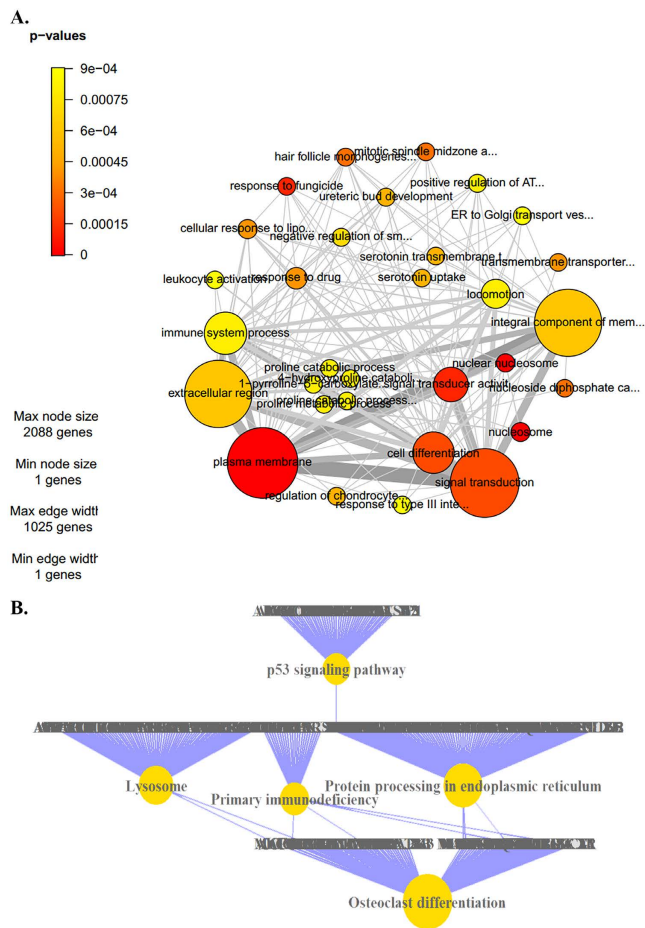 A.
p-values
9e-04
0.00075
6e-04
0.00045
3e-04
0.00015
0
mitotic spindle midzone a...
hair follicle morphogenes...
response to fungicide
positive regulation of AT...
ureteric bud development
ER to Golgi transport ves...
cellular response to lipo...
negative regulation of sm...
serotonin transmembrane t
transmembrane transporter...
leukocyte activation
response to drug
serotonin uptake
locomotion
integral component of mem...
immune system process
nuclear nucleosome
proline catabolic process
4-hydroxyproline cataboli...
extracellular region
1-pyrroline-5-carboxylate
signal transducer activit...
nucleoside diphosphate ca...
proline catabolic process...
proline metabolic process
Max node size
2088 genes
nucleosome
cell differentiation
plasma membrane
Min node size
1 genes
signal transduction
regulation of chondrocyte
response to type III inte...
Max edge width
1025 genes
Min edge width
1 genes
B.
p53 signaling pathway
Lysosome
Protein processing in endoplasmic reticulum
Primary immunodeficiency
Osteoclast differentiation